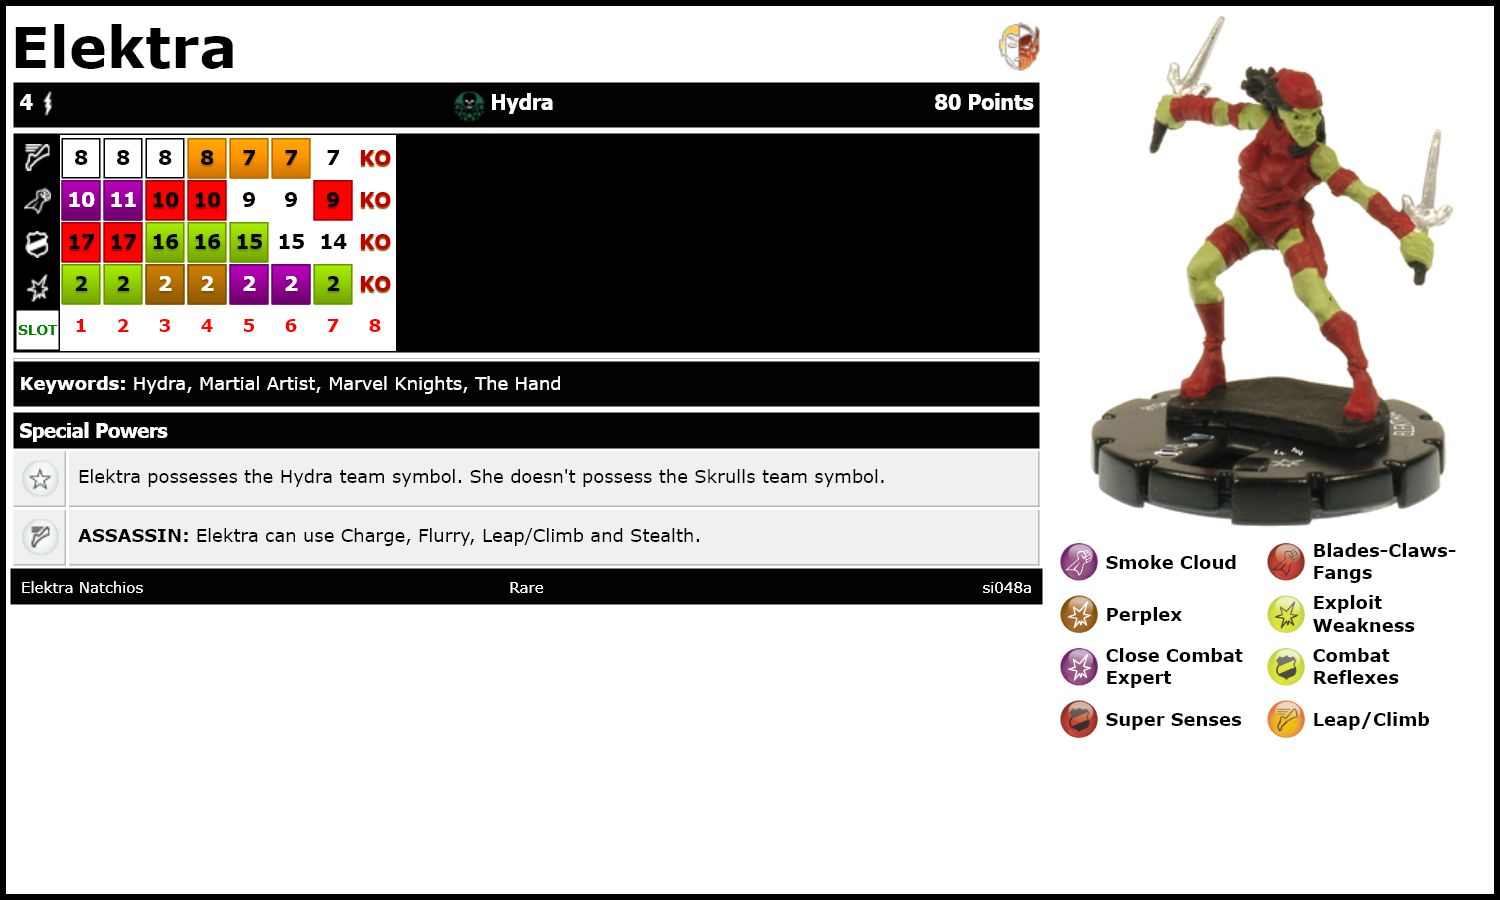 Elektra
4 Hydra 80 Points
8 8 8 8 7 7 7 KO
10 11 10 10 9 9 9 KO
17 17 16 16 15 15 14 KO
2 2 2 2 2 2 2 KO
SLOT 1 2 3 4 5 6 7 8
Keywords: Hydra, Martial Artist, Marvel Knights, The Hand
Special Powers
Elektra possesses the Hydra team symbol. She doesn't possess the Skrulls team symbol.
ASSASSIN: Elektra can use Charge, Flurry, Leap/Climb and Stealth.
Elektra Natchios Rare si048a
Smoke Cloud
Blades-Claws-
Fangs
Perplex
Exploit
Weakness
Close Combat
Expert
Combat
Reflexes
Super Senses
Leap/Climb